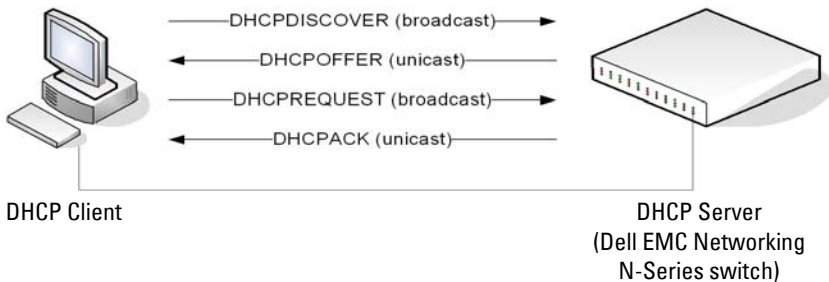 DHCPDISCOVER (broadcast)
DHCPOFFER (unicast)
DHCPREQUEST (broadcast)
DHCPACK (unicast)
DHCP Client
DHCP Server
(Dell EMC Networking
N-Series switch)